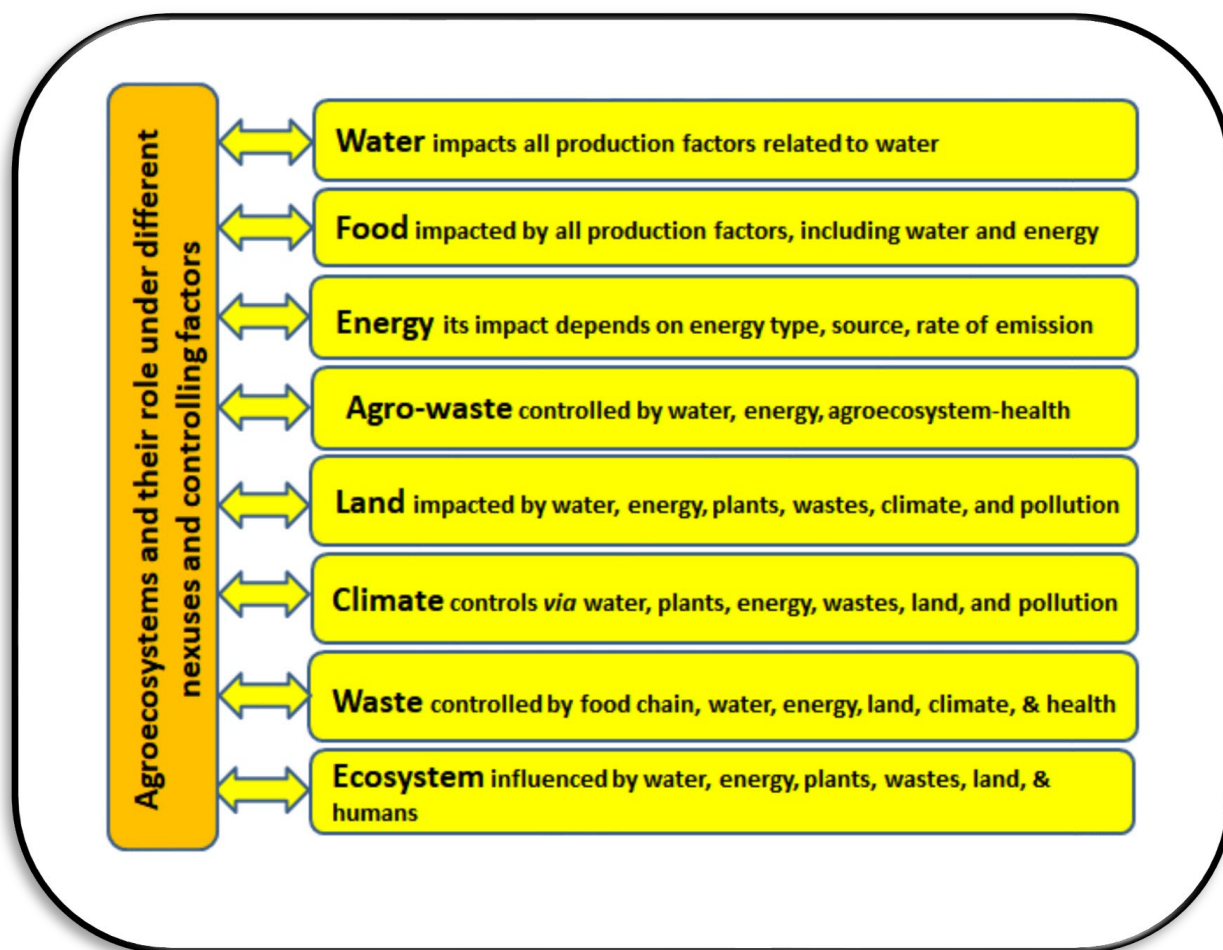 Agroecosystems and their role under different
nexuses and controlling factors
Water impacts all production factors related to water
Food impacted by all production factors, including water and energy
Energy its impact depends on energy type, source, rate of emission
Agro-waste controlled by water, energy, agroecosystem-health
Land impacted by water, energy, plants, wastes, climate, and pollution
Climate controls via water, plants, energy, wastes, land, and pollution
Waste controlled by food chain, water, energy, land, climate, & health
Ecosystem influenced by water, energy, plants, wastes, land, &
humans